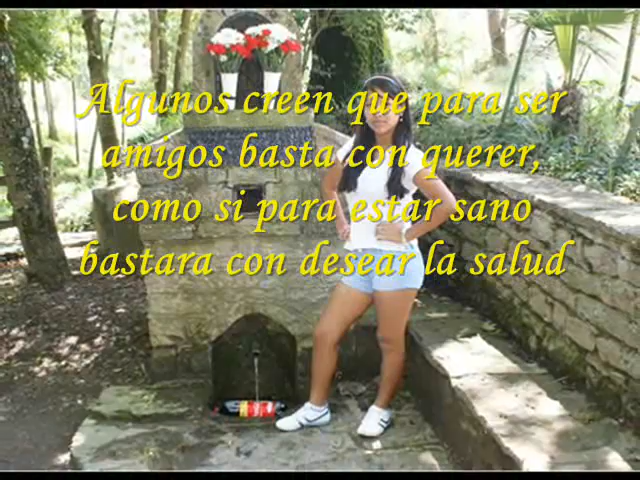 Algunos creen que para ser
amigos basta con querer,
como si para estar sano
bastara con desear la salud